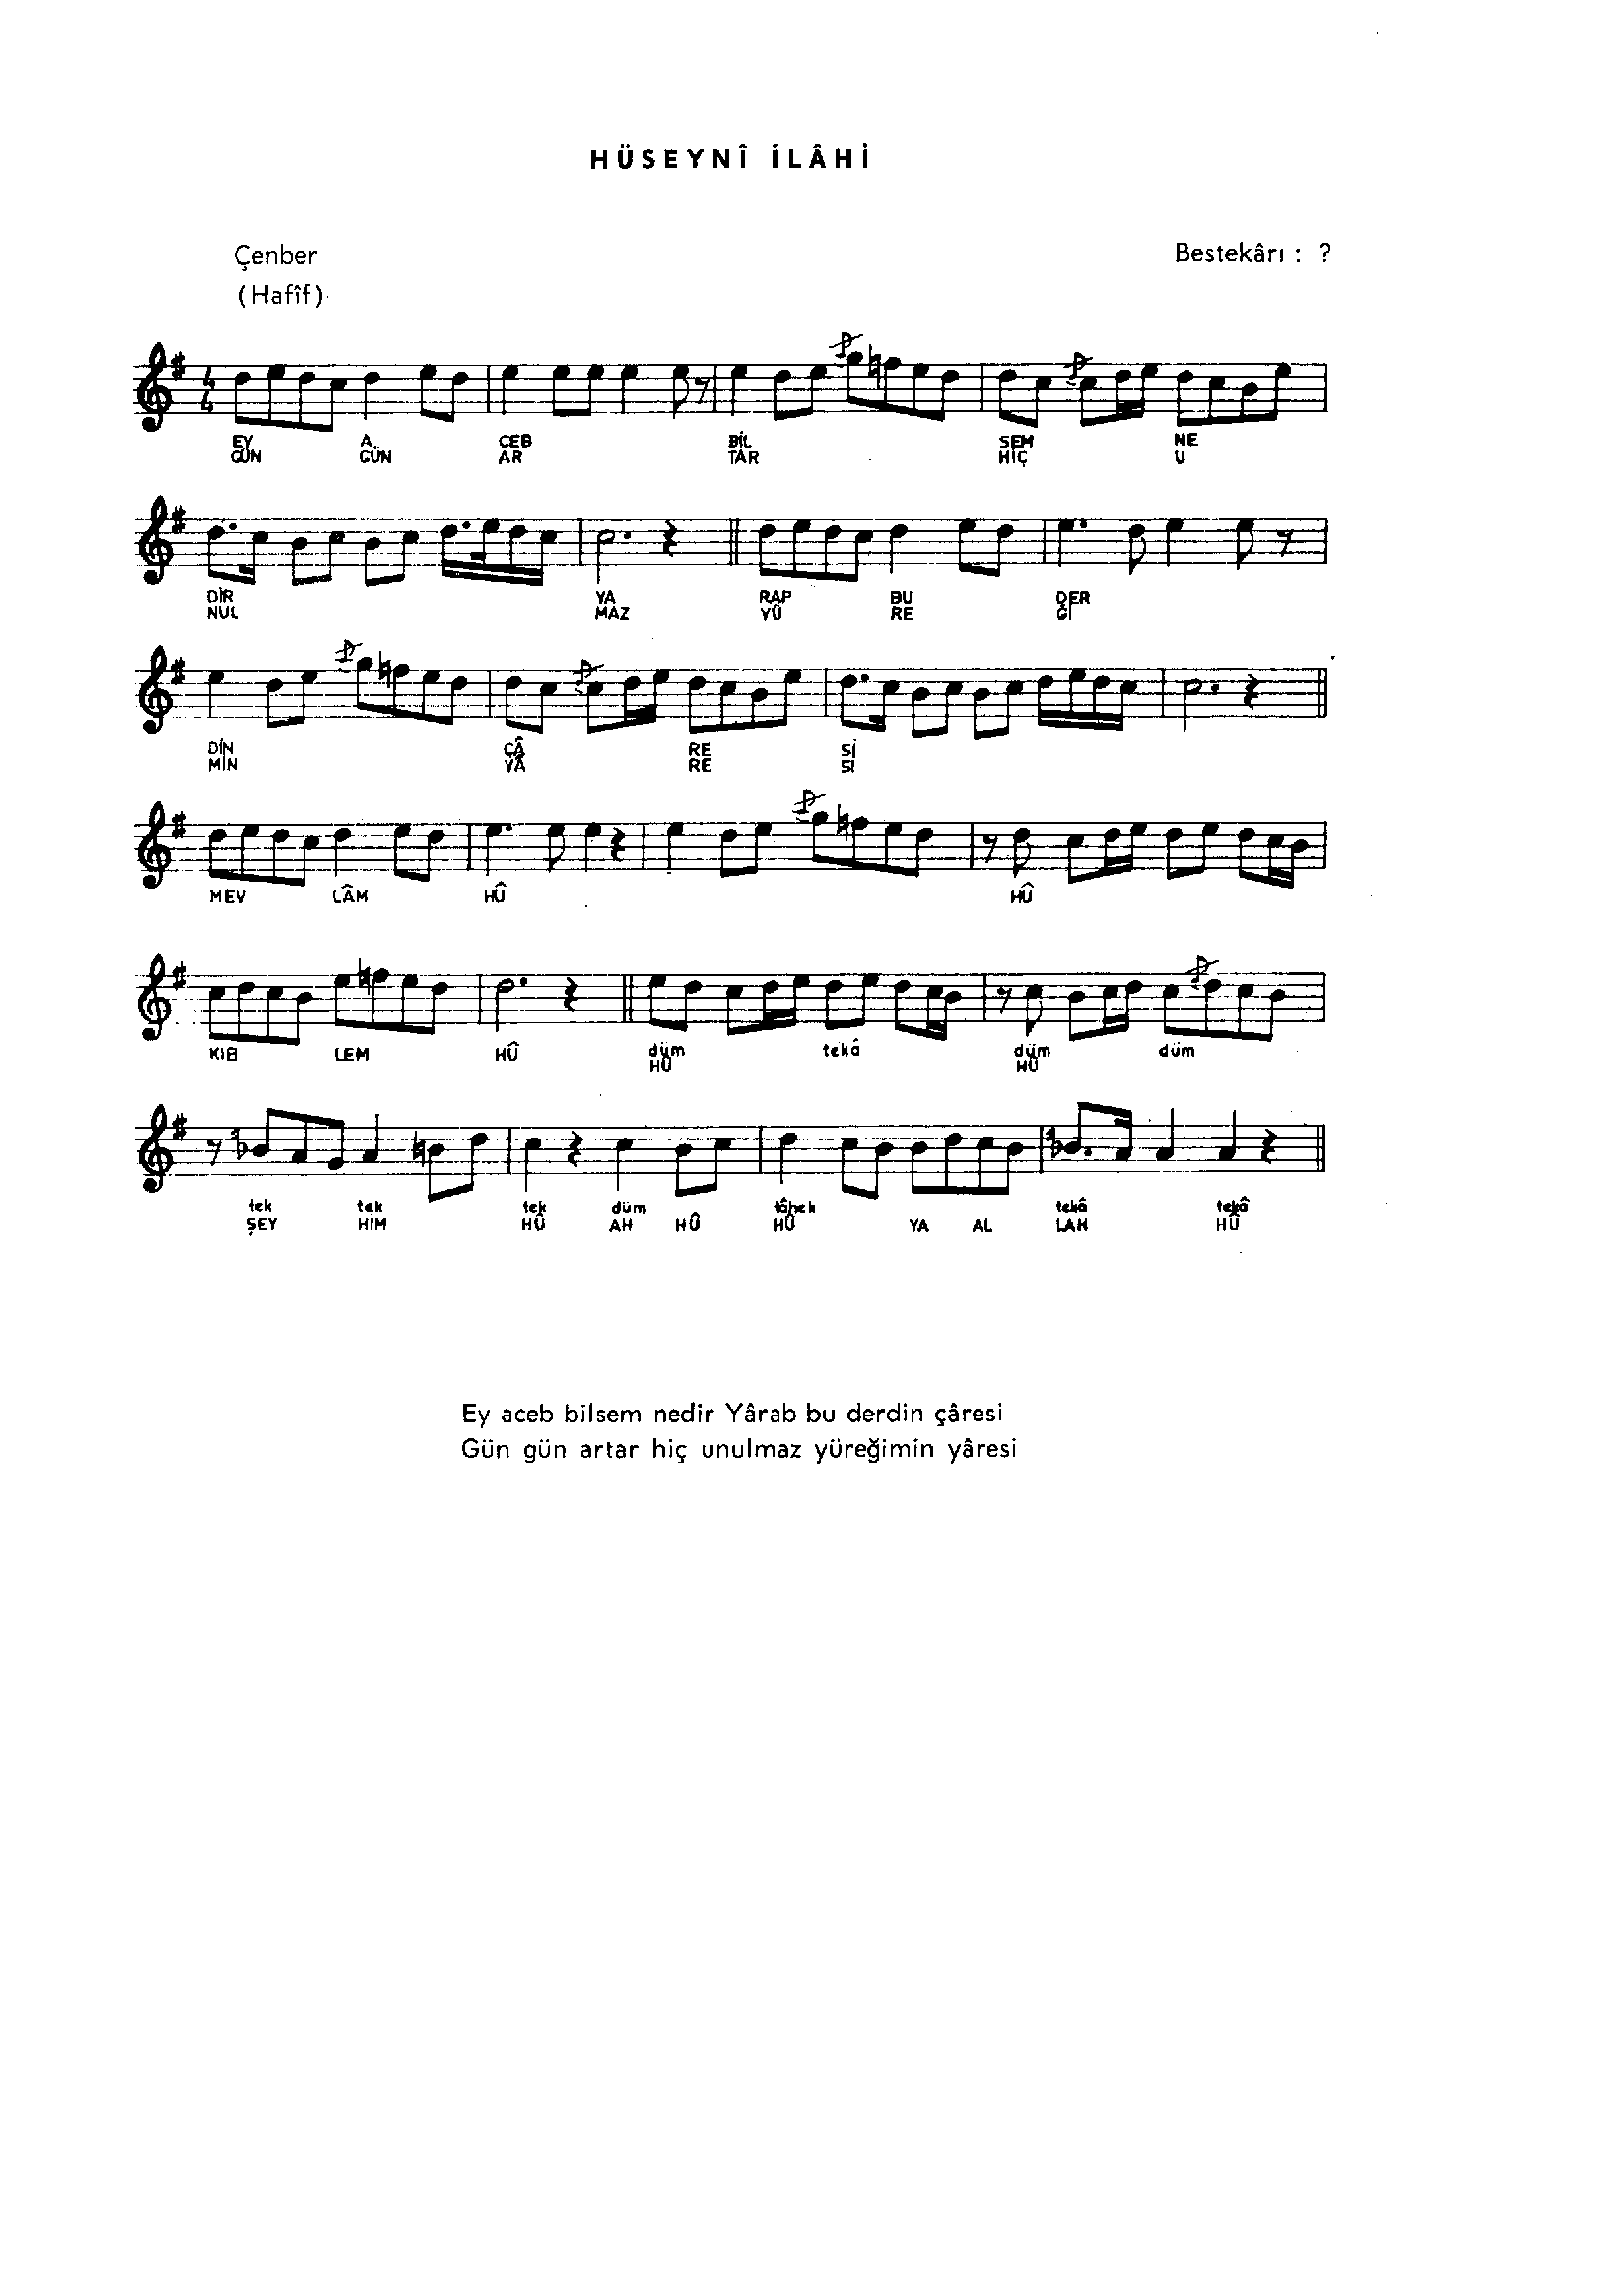 HÜSEYNÎ İLÂHİ
Çenber
Bestekârı : ?
(Hafîf)
4
4
EY A CEB BİL SEM NE
GÜN GÜN AR TAR HİÇ U
DİR YA RAP BU DER
NUL MAZ YÜ RE Ğİ
DİN ÇÂ RE Sİ
MİN YÂ RE Sİ
MEV LÂM HÛ HÛ
KIB LEM HÛ düm tekâ düm düm
HÛ HÛ
tek tek tek düm tâhek tekâ tekâ
ŞEY HİM HÛ AH HÛ HÛ YA AL LAH HÛ
Ey aceb bilsem nedir Yârab bu derdin çâresi
Gün gün artar hiç unulmaz yüreğimin yâresi